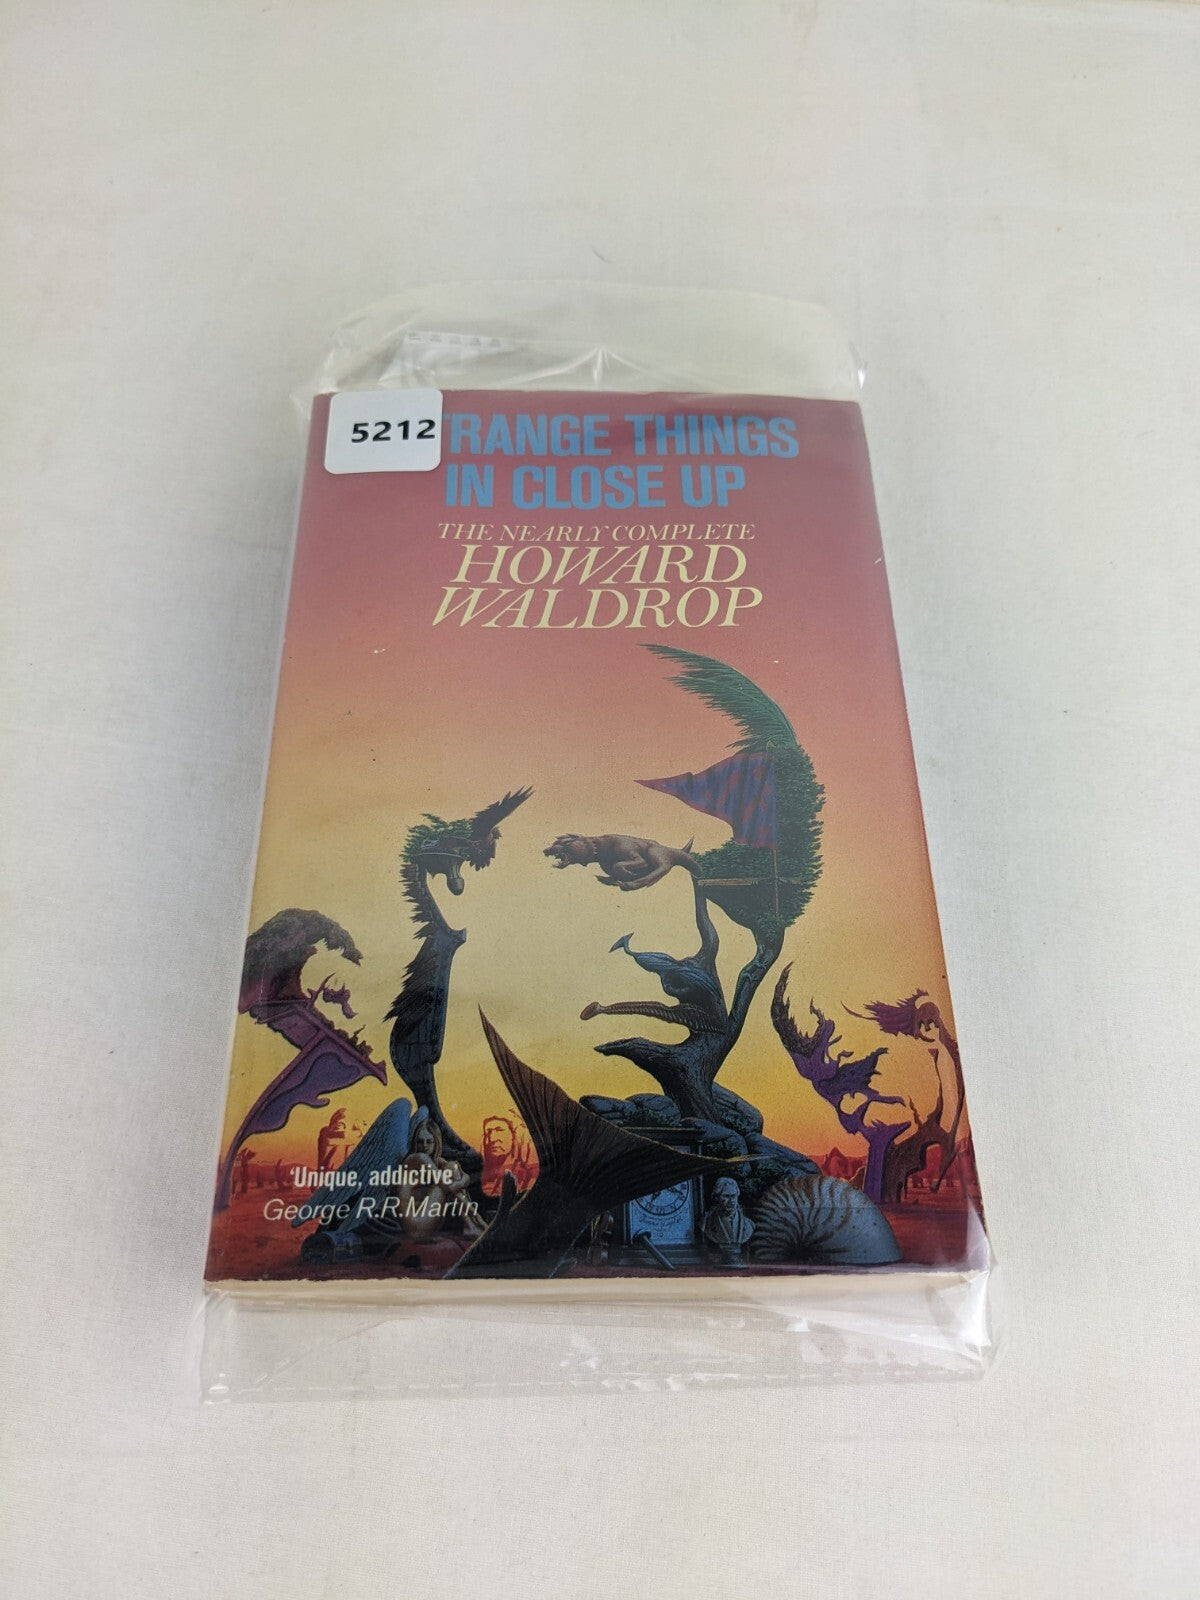 5212
TRANGE THINGS
IN CLOSE UP
THE NEARLY COMPLETE
HOWARD
WALDROP
'Unique, addictive'
George R.R.Martin